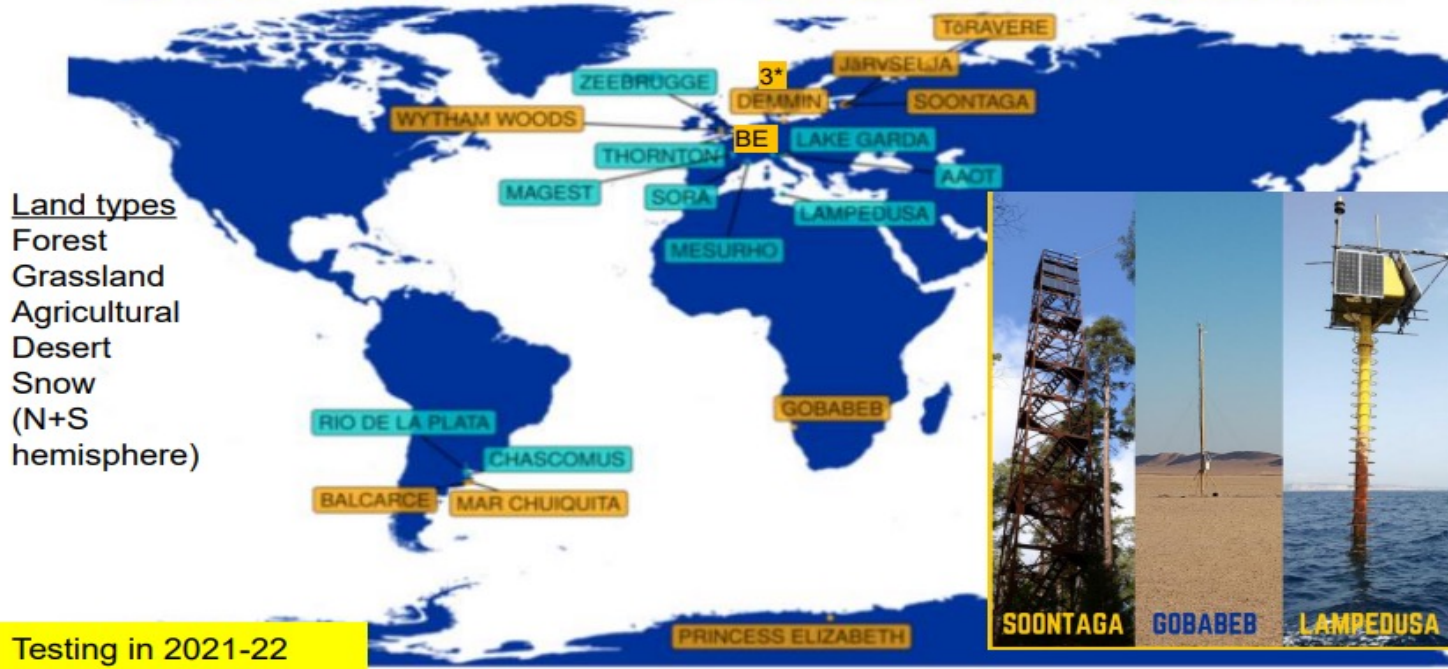 TÕRAVERE
JÄRVSELJA
3*
ZEEBRUGGE
DEMMIN
SOONTAGA
WYTHAM WOODS
BE
LAKE GARDA
THORNTON
AAOT
MAGEST
SORA
LAMPEDUSA
MESURHO
Land types
Forest
Grassland
Agricultural
Desert
Snow
(N+S
hemisphere)
GOBABEB
RIO DE LA PLATA
CHASCOMUS
BALCARCE
MAR CHUIQUITA
PRINCESS ELIZABETH
SOONTAGA
GOBABEB
LAMPEDUSA
Testing in 2021-22